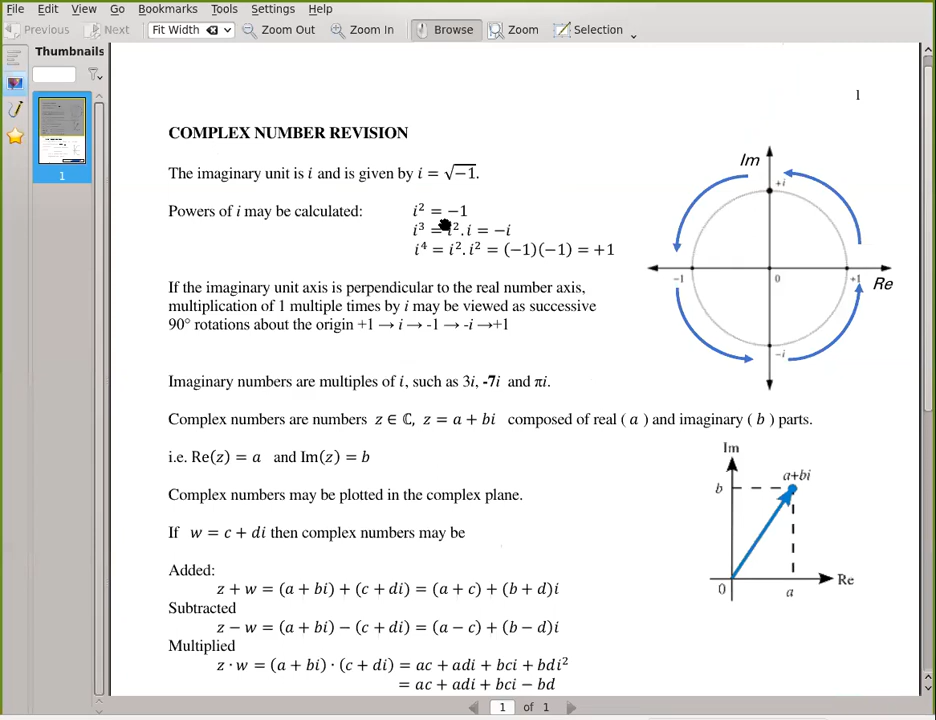 File Edit View Go Bookmarks Tools Settings Help
Previous Next Fit Width Zoom Out Zoom In Browse Zoom Selection
Thumbnails
1
1
COMPLEX NUMBER REVISION
The imaginary unit is i and is given by i = √−1.
Powers of i may be calculated: i² = −1
i³ = i².i = −i
i⁴ = i².i² = (−1)(−1) = +1
If the imaginary unit axis is perpendicular to the real number axis,
multiplication of 1 multiple times by i may be viewed as successive
90° rotations about the origin +1 → i → -1 → -i →+1
Im
+i
−1
0
+1
Re
−i
Imaginary numbers are multiples of i, such as 3i, -7i and πi.
Complex numbers are numbers z ∈ ℂ, z = a + bi composed of real ( a ) and imaginary ( b ) parts.
i.e. Re(z) = a and Im(z) = b
Complex numbers may be plotted in the complex plane.
If w = c + di then complex numbers may be
Im
a+bi
b
Re
0
a
Added:
z + w = (a + bi) + (c + di) = (a + c) + (b + d)i
Subtracted
z − w = (a + bi) − (c + di) = (a − c) + (b − d)i
Multiplied
z · w = (a + bi) · (c + di) = ac + adi + bci + bdi²
= ac + adi + bci − bd
1 of 1